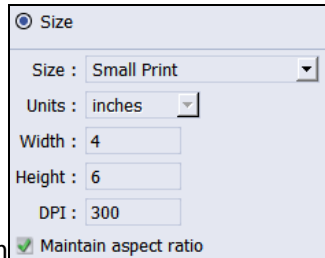 Size
Size : Small Print
Units : inches
Width : 4
Height : 6
DPI : 300
Maintain aspect ratio